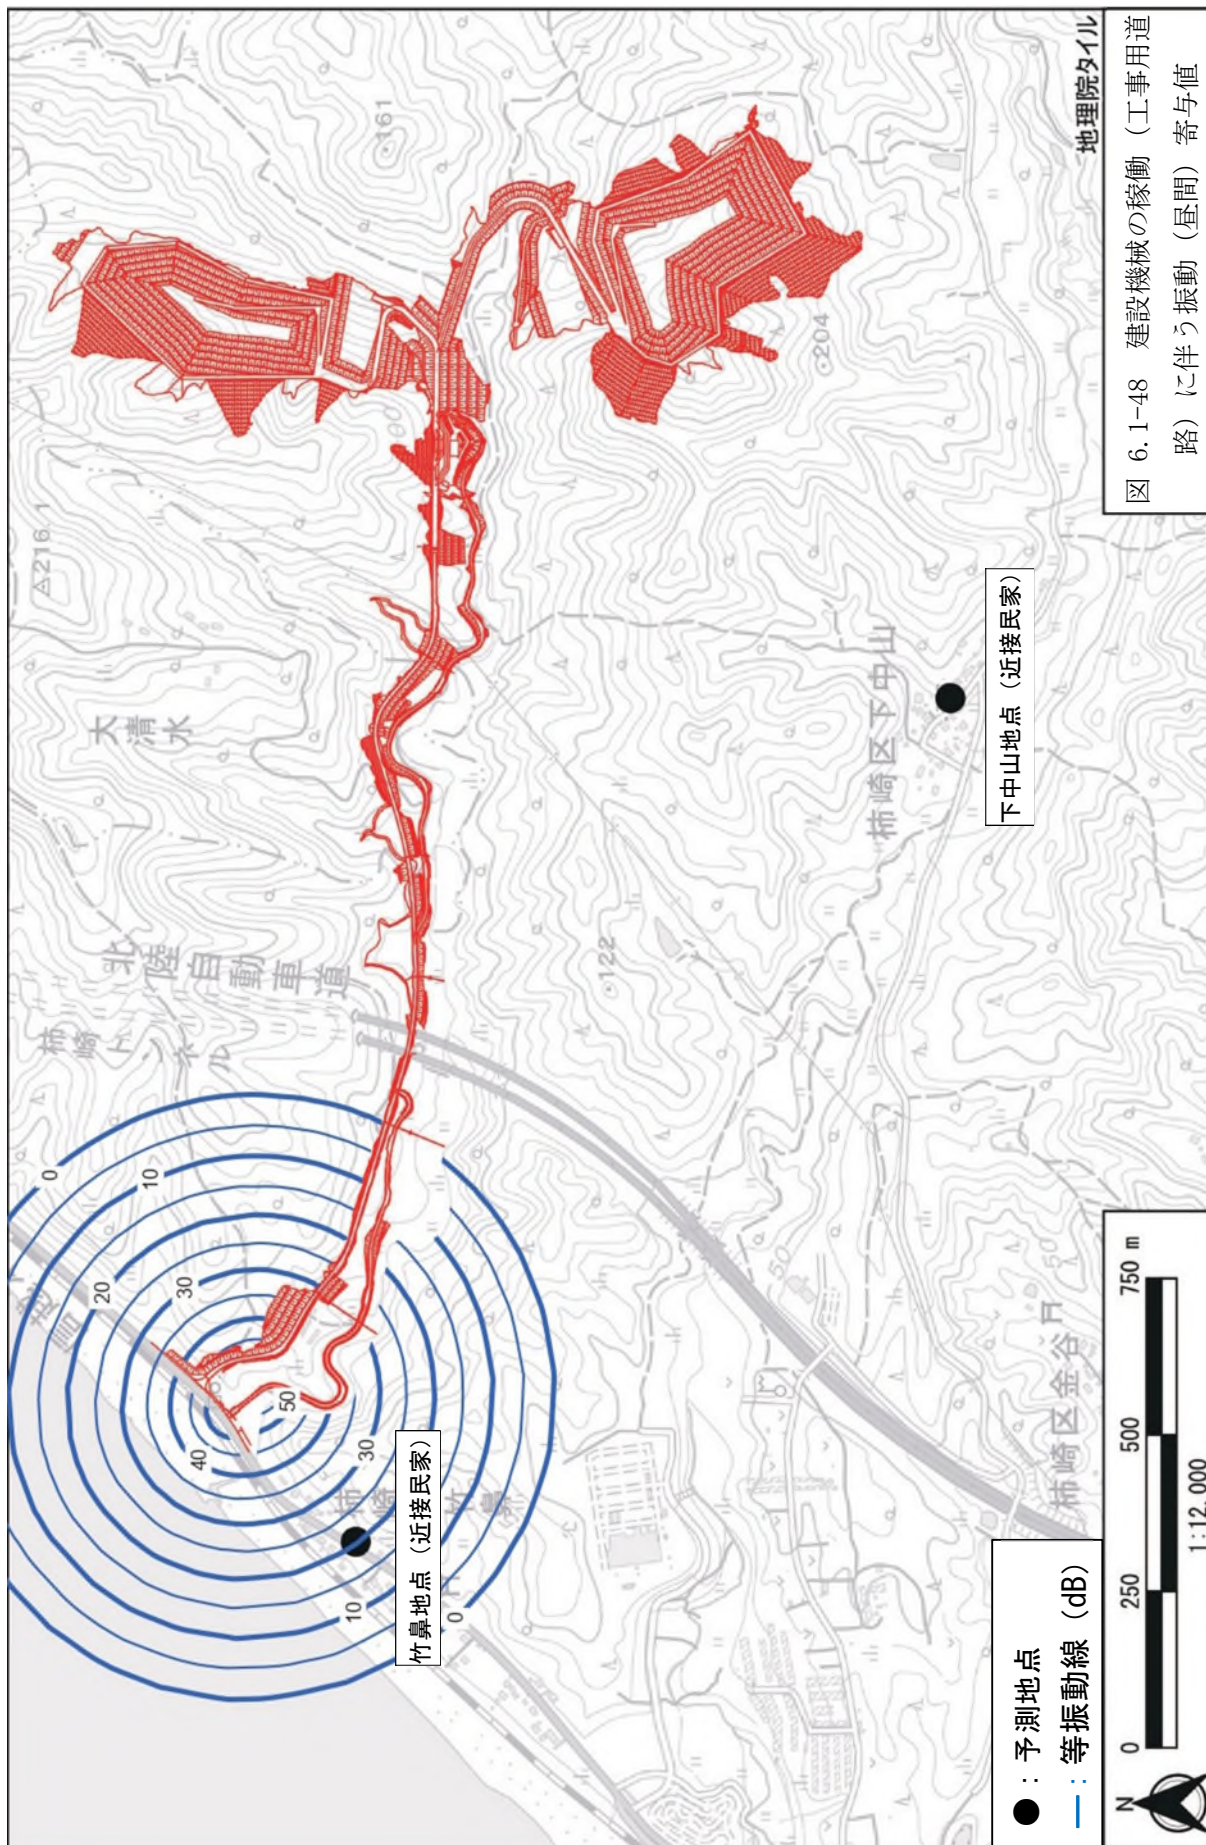 地理院タイル
図 6.1-48　建設機械の稼働（工事用道
路）に伴う振動（昼間）寄与値
△216.1
161
204
大
清水
北陸自動車道
柿崎トンネル
122
柿崎区下中山
下中山地点（近接民家）
0
10
20
30
40
50
30
10
0
竹鼻地点（近接民家）
50
柿崎区金谷戸
●：予測地点
―：等振動線（dB）
N
0
250
500
750 m
1:12,000